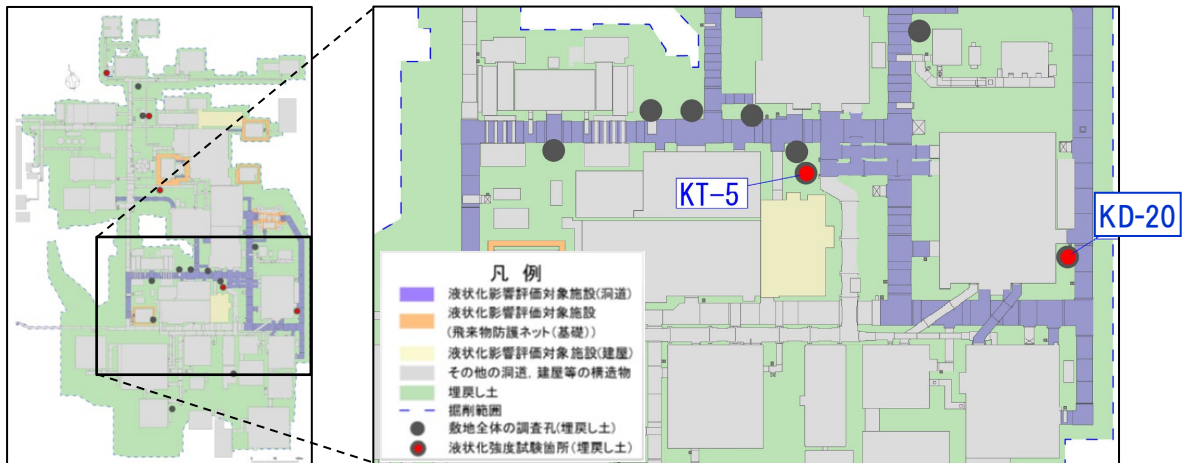 KT-5
KD-20
凡 例
液状化影響評価対象施設(洞道)
液状化影響評価対象施設
(飛来物防護ネット(基礎))
液状化影響評価対象施設(建屋)
その他の洞道、建屋等の構造物
埋戻し土
掘削範囲
敷地全体の調査孔(埋戻し土)
液状化強度試験箇所(埋戻し土)